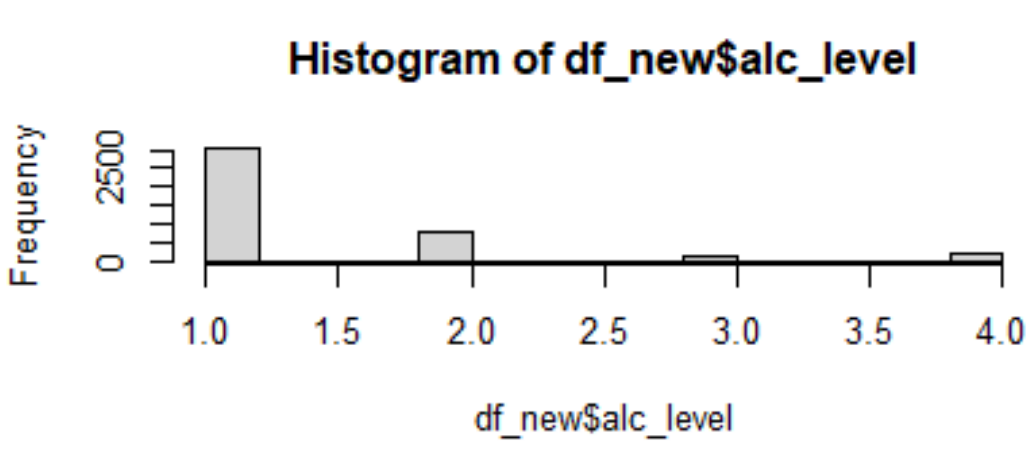 Histogram of df_new$alc_level
Frequency
2500
0
1.0 1.5 2.0 2.5 3.0 3.5 4.0
df_new$alc_level